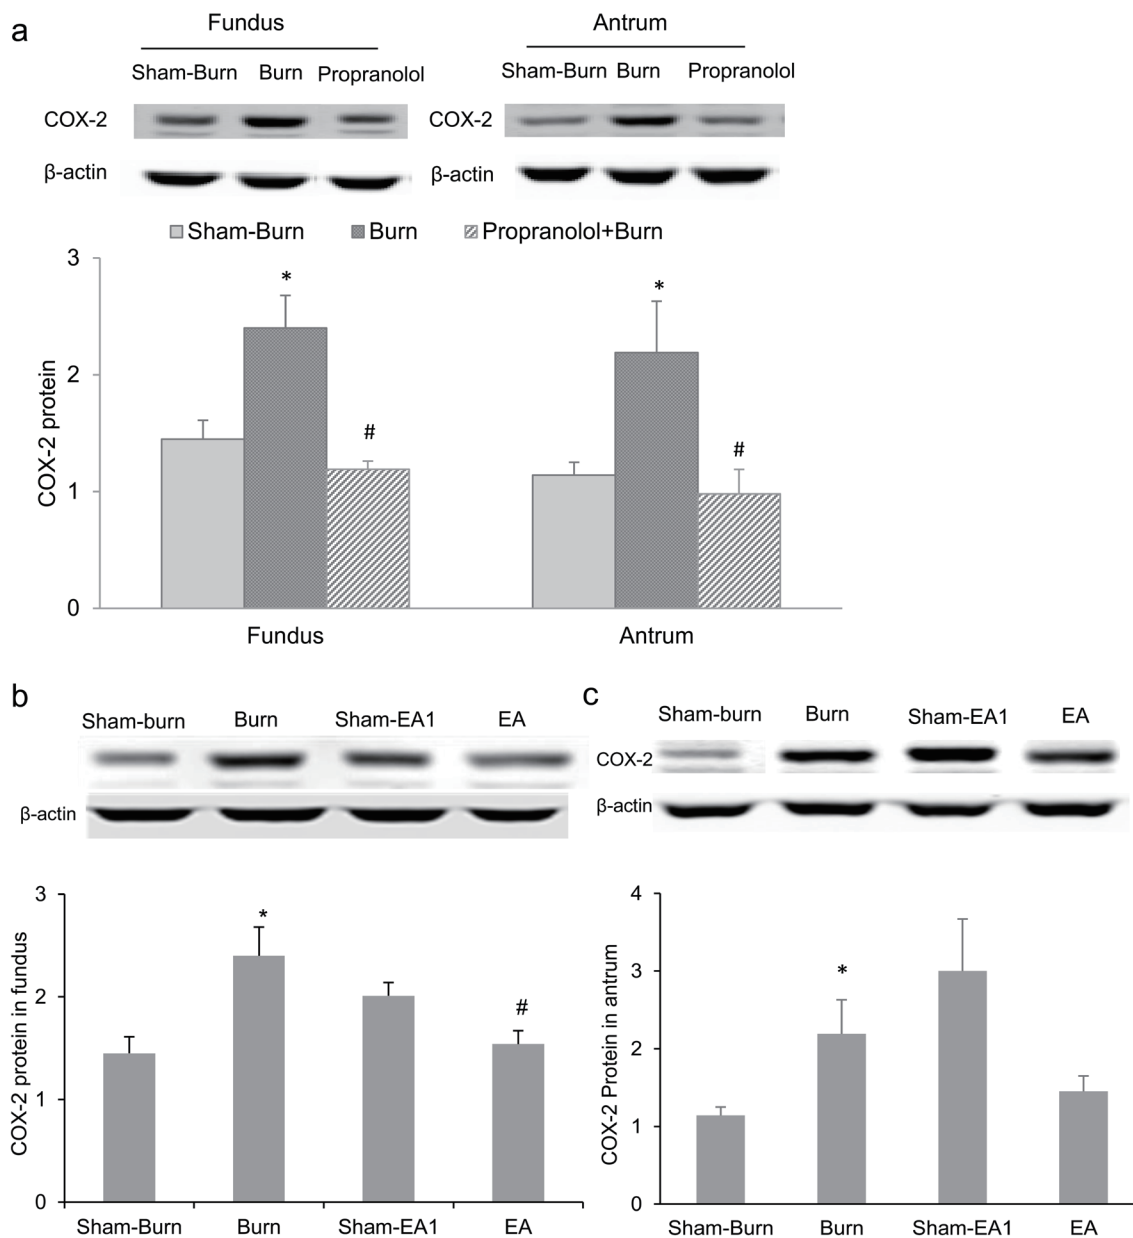 a
Fundus
Antrum
Sham-Burn Burn Propranolol
Sham-Burn Burn Propranolol
COX-2
COX-2
β-actin
β-actin
Sham-Burn Burn Propranolol+Burn
3
2
1
0
COX-2 protein
*
#
*
#
Fundus
Antrum
b
Sham-burn Burn Sham-EA1 EA
β-actin
3
2
1
0
COX-2 protein in fundus
*
#
Sham-Burn Burn Sham-EA1 EA
c
Sham-burn Burn Sham-EA1 EA
COX-2
β-actin
4
3
2
1
0
COX-2 Protein in antrum
*
Sham-Burn Burn Sham-EA1 EA